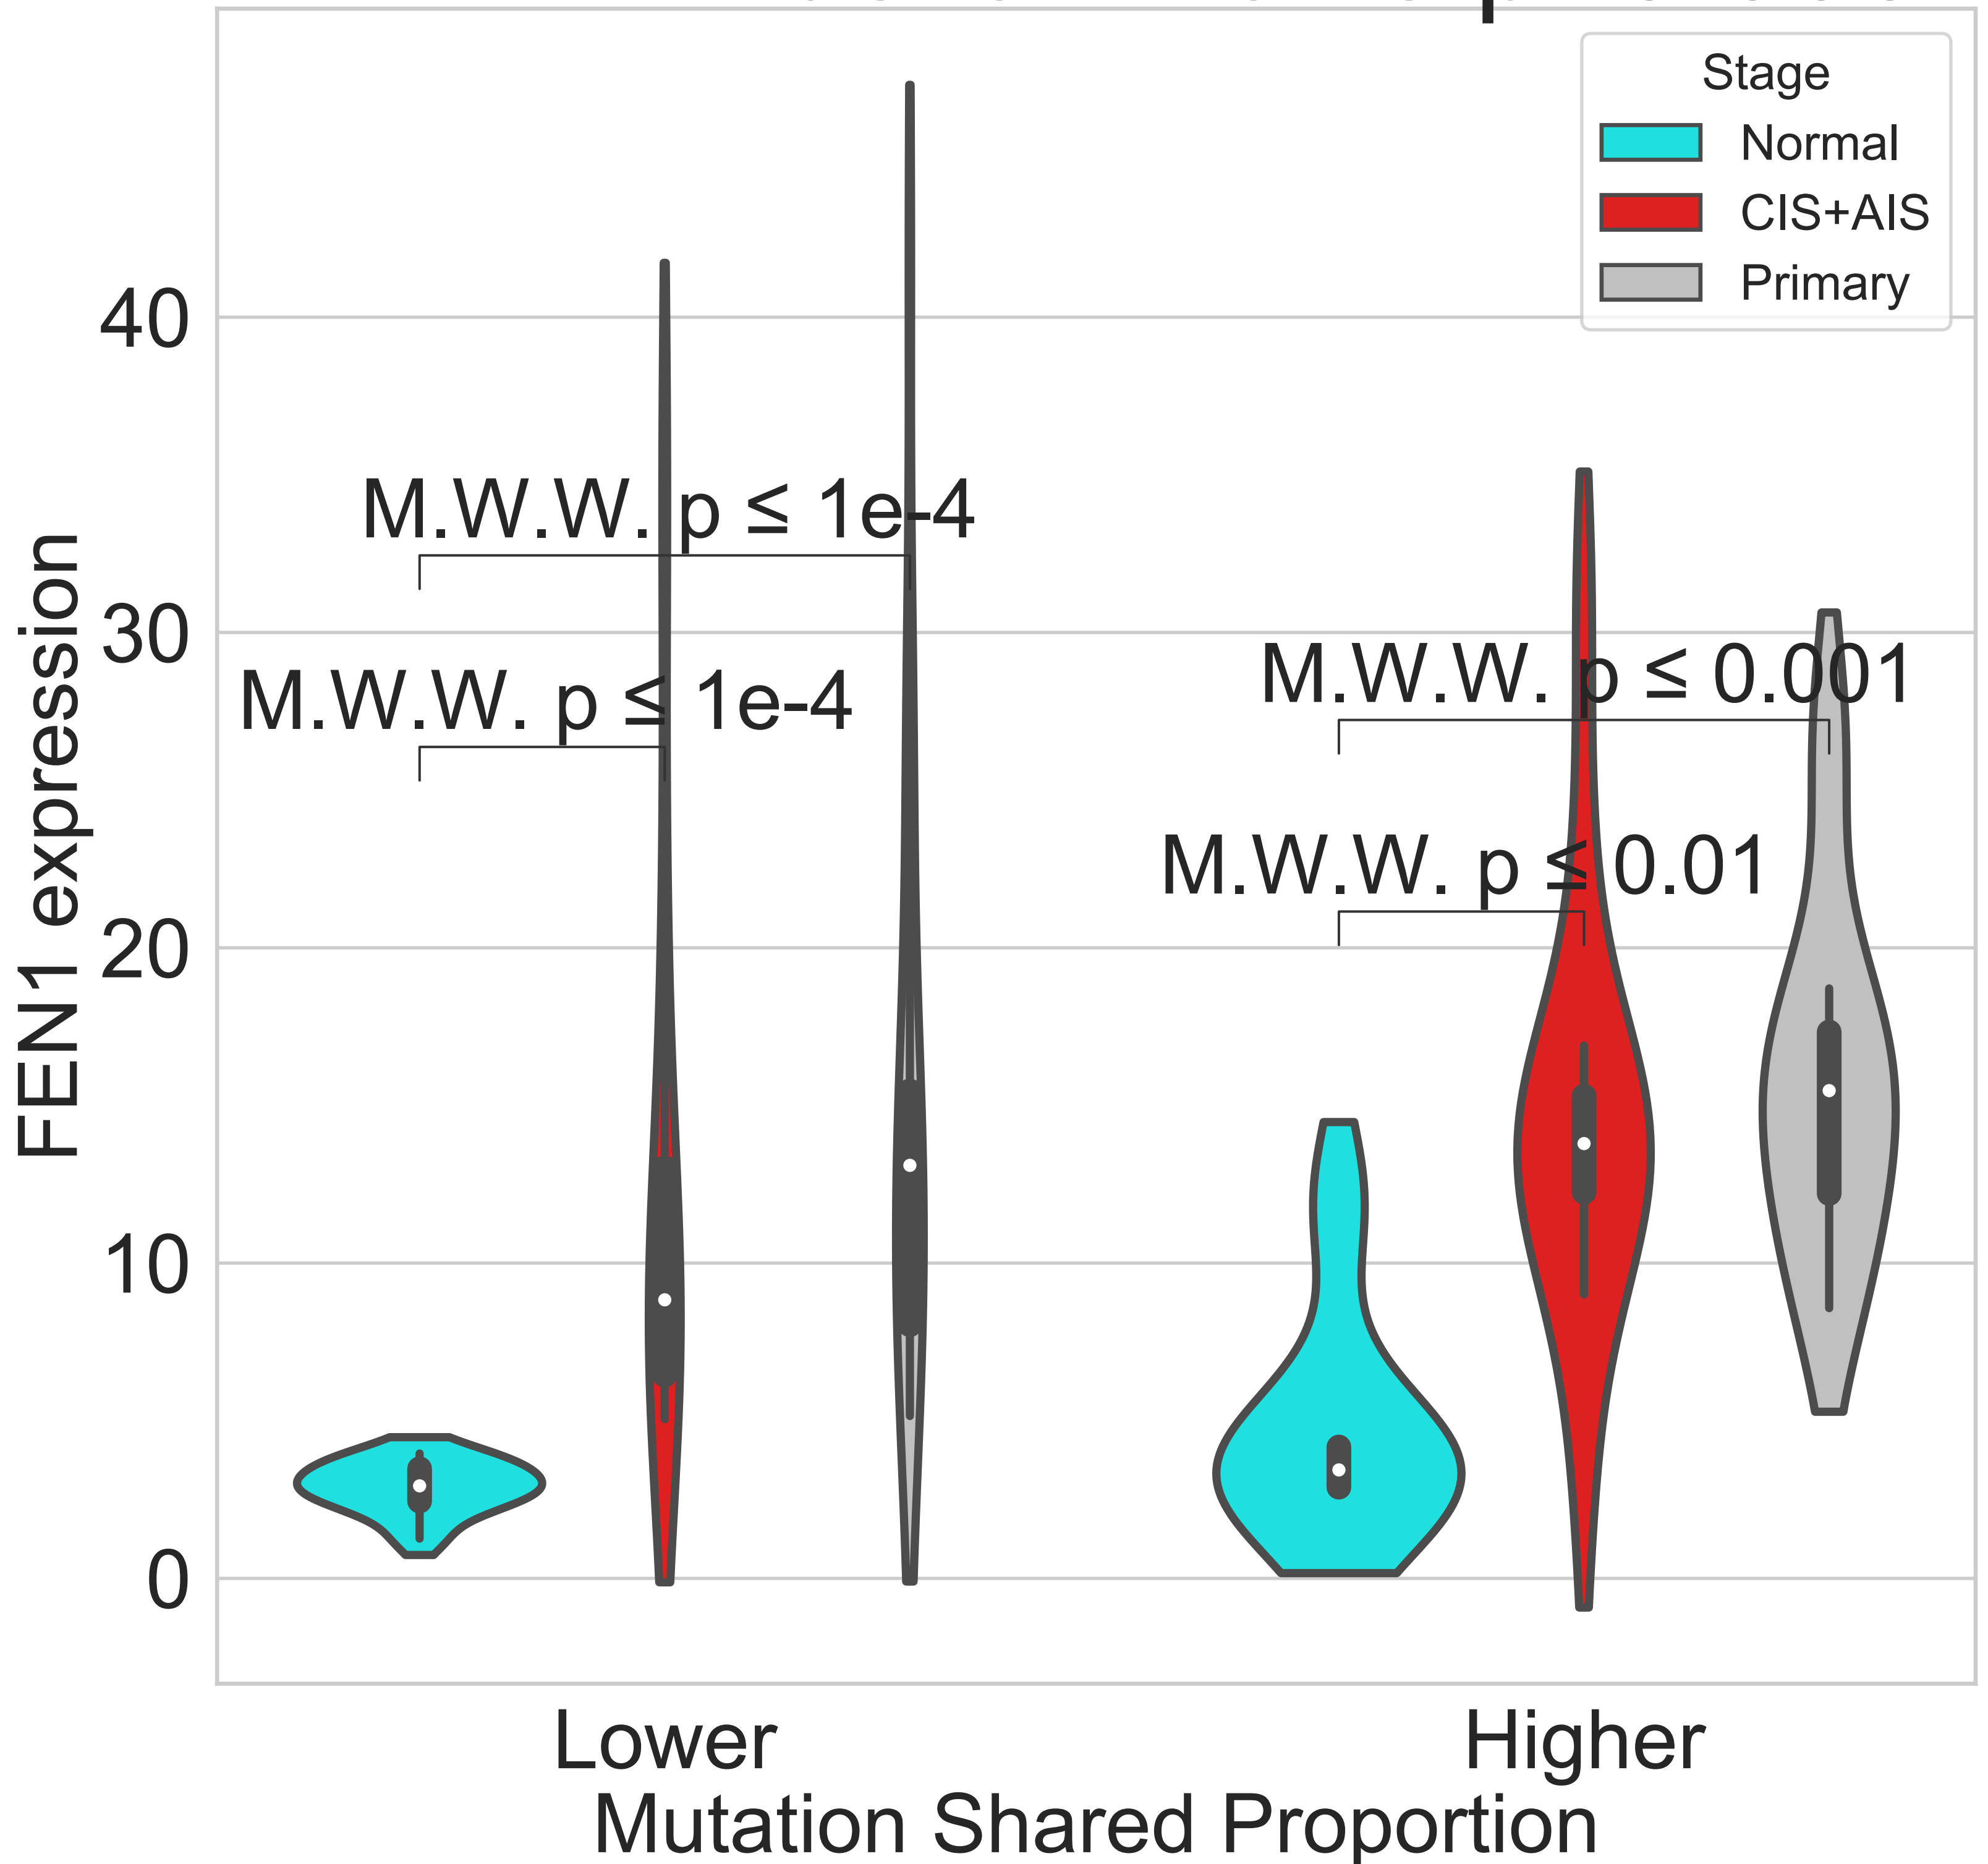 Stage
Normal
CIS+AIS
Primary
40
30
20
10
0
FEN1 expression
M.W.W. p ≤ 1e-4
M.W.W. p ≤ 1e-4
M.W.W. p ≤ 0.001
M.W.W. p ≤ 0.01
Lower
Higher
Mutation Shared Proportion